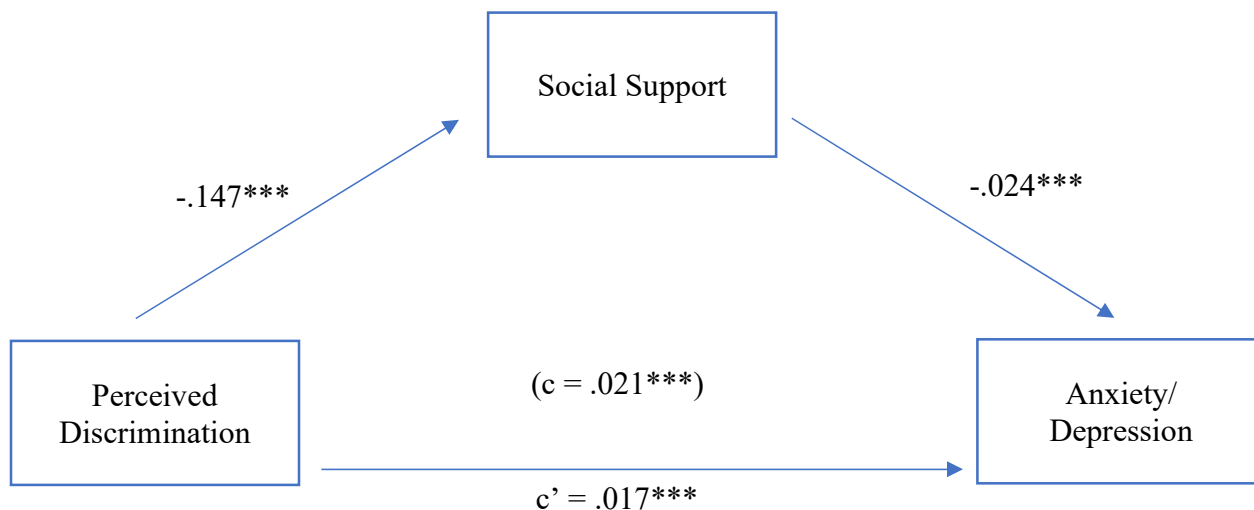 Social Support
-.147***
-.024***
Perceived
Discrimination
(c = .021***)
Anxiety/
Depression
c’ = .017***